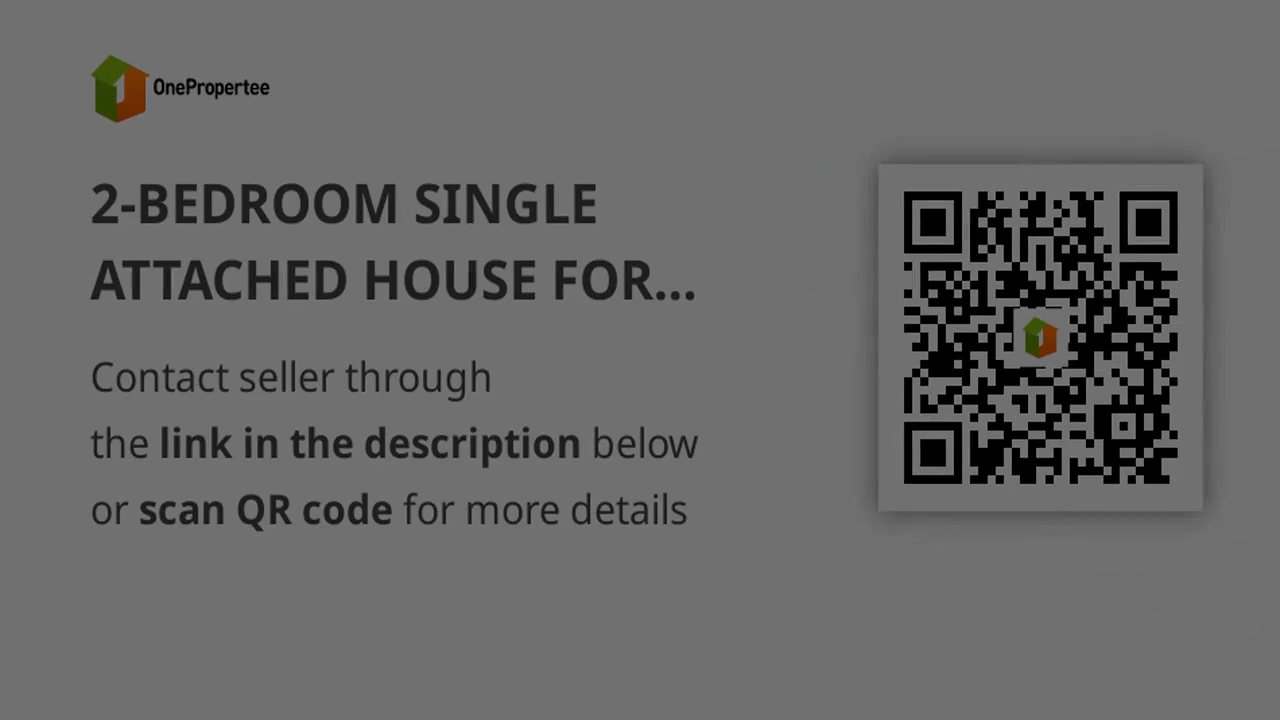 OnePropertee
2-BEDROOM SINGLE
ATTACHED HOUSE FOR...
Contact seller through
the link in the description below
or scan QR code for more details